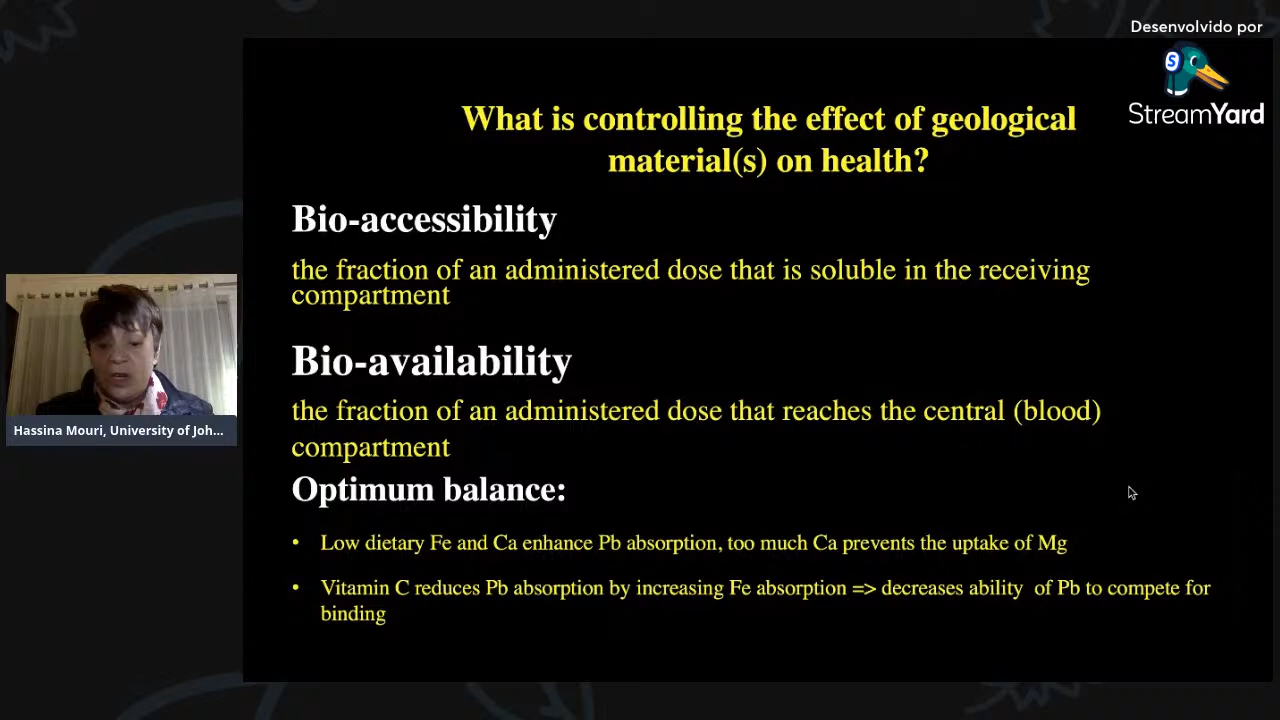 Desenvolvido por
S
StreamYard
What is controlling the effect of geological
material(s) on health?
Bio-accessibility
the fraction of an administered dose that is soluble in the receiving
compartment
Bio-availability
the fraction of an administered dose that reaches the central (blood)
compartment
Optimum balance:
• Low dietary Fe and Ca enhance Pb absorption, too much Ca prevents the uptake of Mg
• Vitamin C reduces Pb absorption by increasing Fe absorption => decreases ability of Pb to compete for
binding
Hassina Mouri, University of Joh...